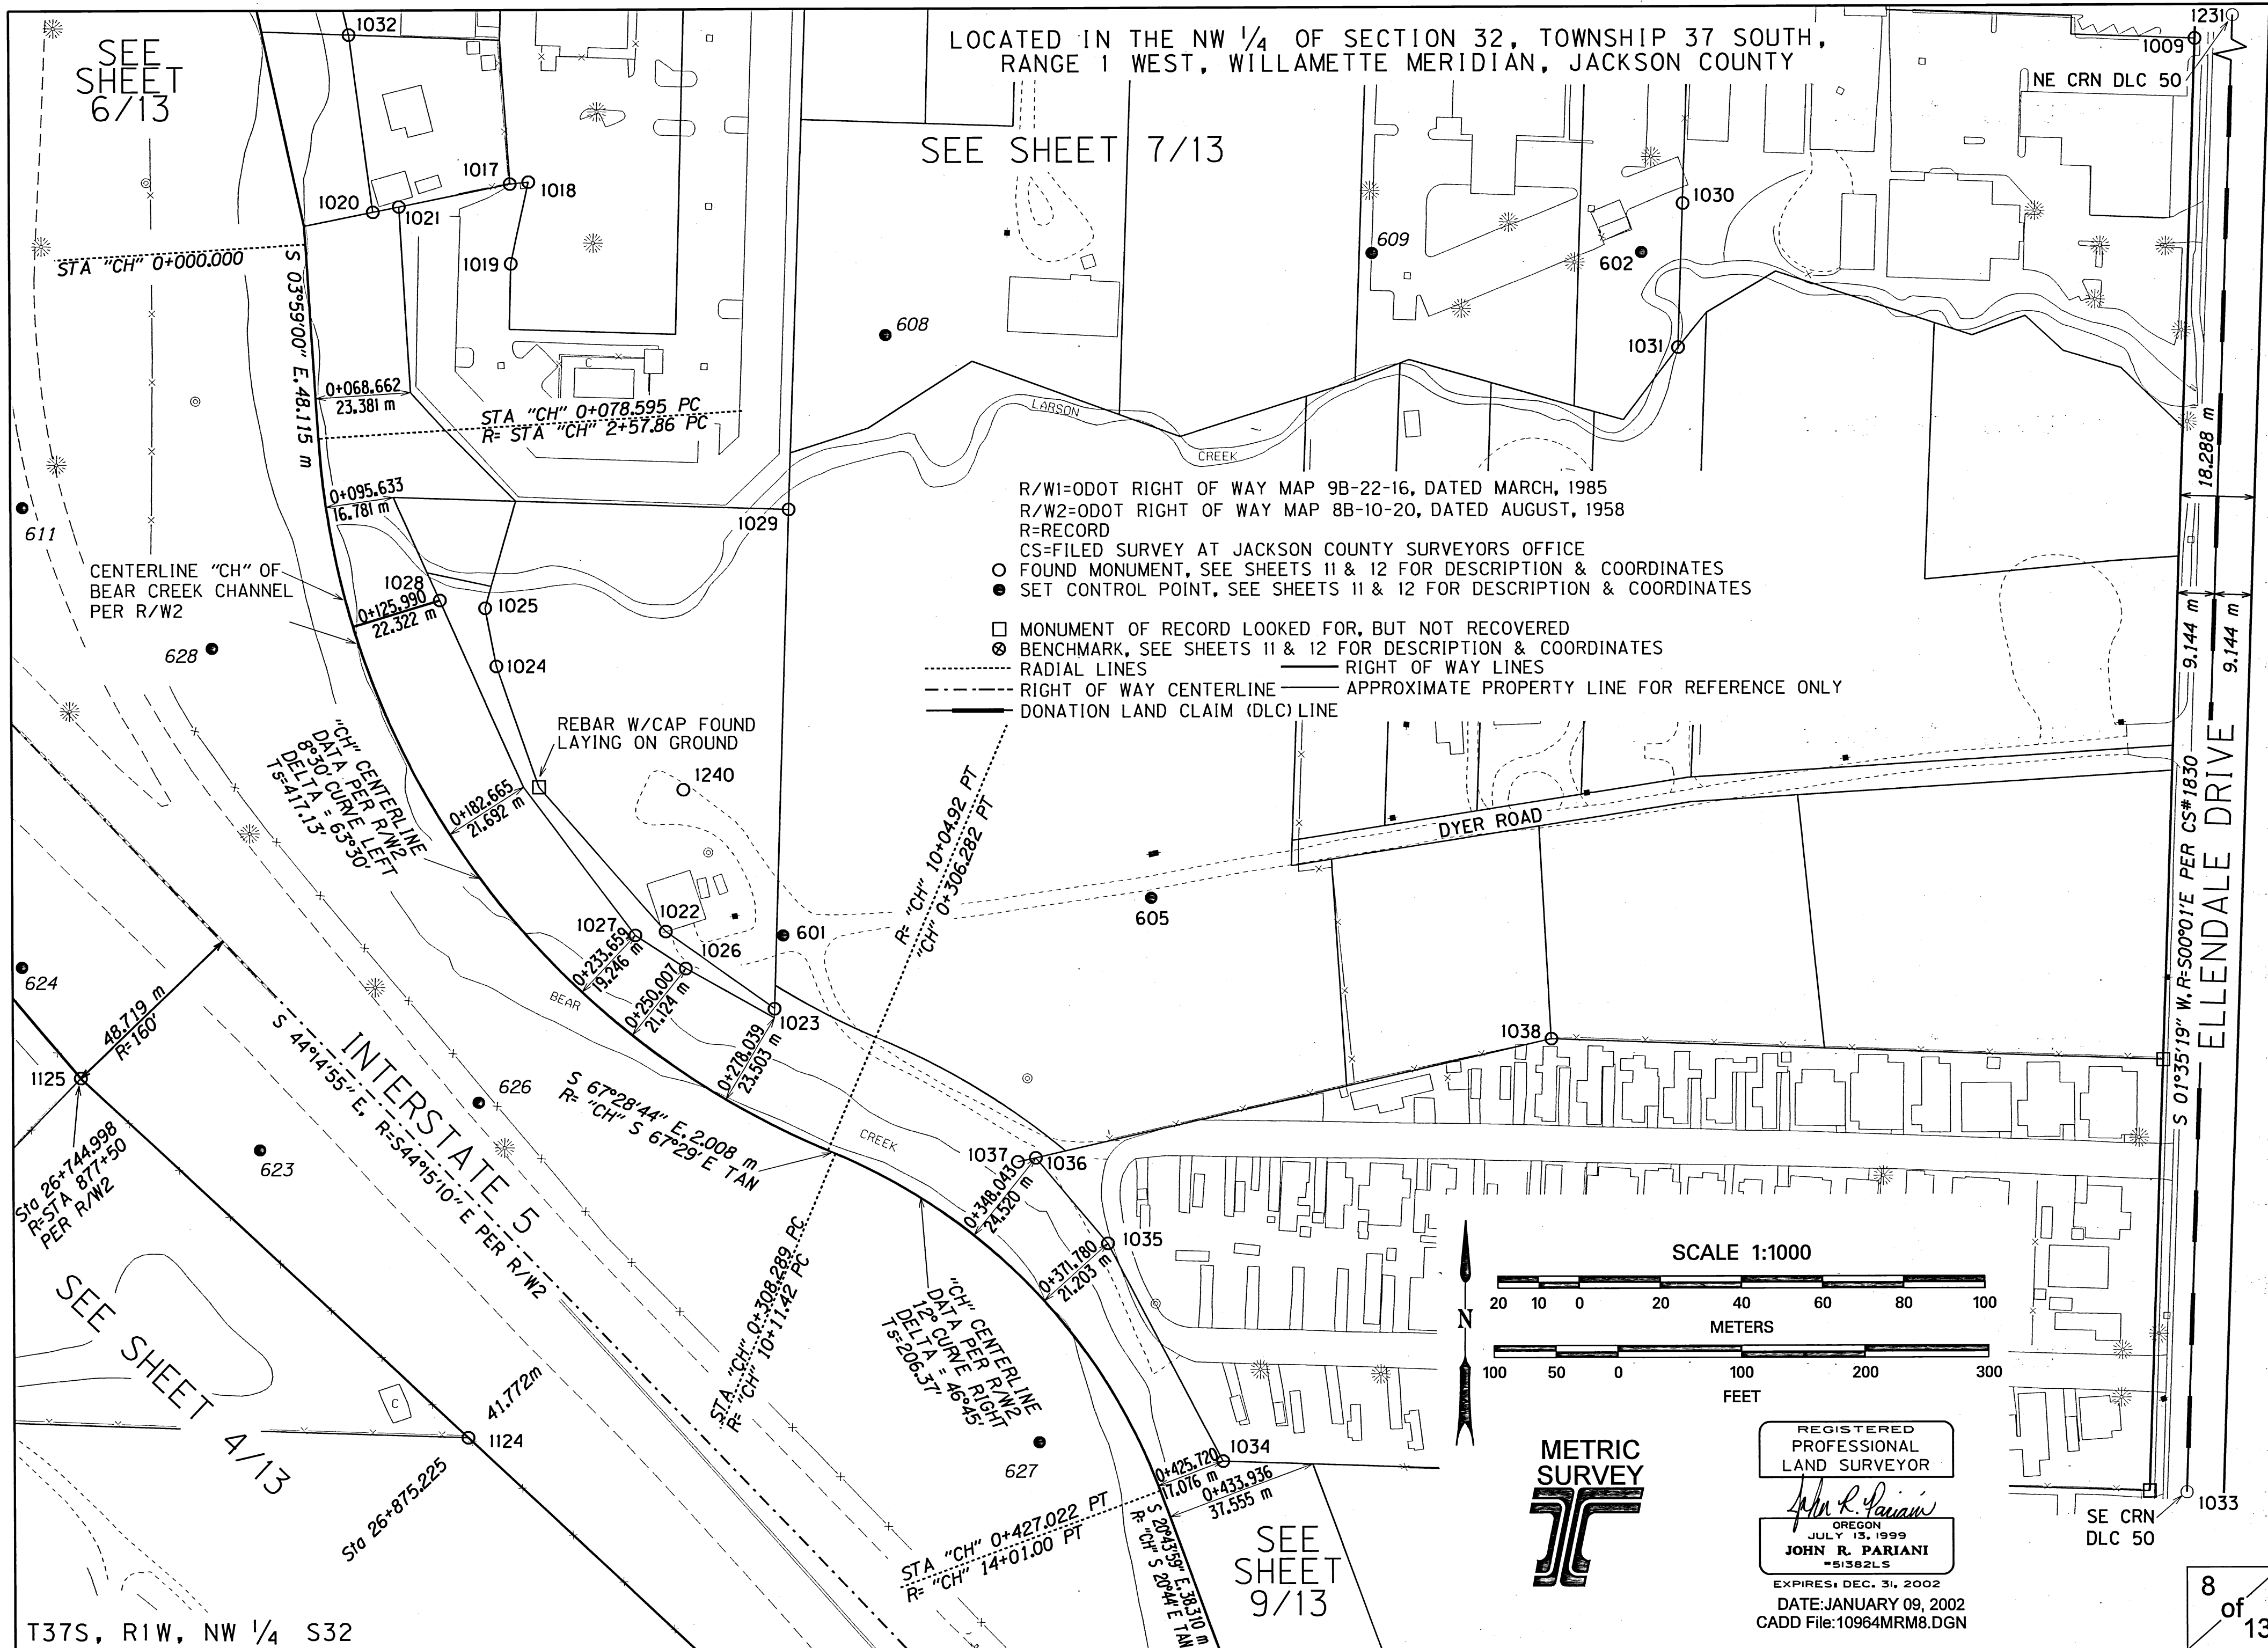 LOCATED IN THE NW 1/4 OF SECTION 32, TOWNSHIP 37 SOUTH,
RANGE 1 WEST, WILLAMETTE MERIDIAN, JACKSON COUNTY
SEE
SHEET
6/13
1032
1231
1009
NE CRN DLC 50
SEE SHEET 7/13
1017
1018
1020
1021
1019
1030
609
602
STA "CH" 0+000.000
S 03°59'00" E, 48.115 m
608
1031
0+068.662
23.381 m
STA "CH" 0+078.595 PC
R= STA "CH" 2+57.86 PC
C
LARSON
CREEK
18.288 m
0+095.633
16.781 m
1029
611
R/W1=ODOT RIGHT OF WAY MAP 9B-22-16, DATED MARCH, 1985
R/W2=ODOT RIGHT OF WAY MAP 8B-10-20, DATED AUGUST, 1958
R=RECORD
CS=FILED SURVEY AT JACKSON COUNTY SURVEYORS OFFICE
FOUND MONUMENT, SEE SHEETS 11 & 12 FOR DESCRIPTION & COORDINATES
SET CONTROL POINT, SEE SHEETS 11 & 12 FOR DESCRIPTION & COORDINATES
MONUMENT OF RECORD LOOKED FOR, BUT NOT RECOVERED
BENCHMARK, SEE SHEETS 11 & 12 FOR DESCRIPTION & COORDINATES
RADIAL LINES
RIGHT OF WAY LINES
RIGHT OF WAY CENTERLINE
APPROXIMATE PROPERTY LINE FOR REFERENCE ONLY
DONATION LAND CLAIM (DLC) LINE
CENTERLINE "CH" OF
BEAR CREEK CHANNEL
PER R/W2
1028
0+125.990
22.322 m
1025
628
1024
9.144 m
9.144 m
REBAR W/CAP FOUND
LAYING ON GROUND
"CH" CENTERLINE
DATA PER R/W2
8°30' CURVE LEFT
DELTA = 63°30'
Ts=417.13'
1240
0+182.665
21.692 m
R= "CH" 10+04.92 PT
"CH" 0+306.282 PT
DYER ROAD
S 01°35'19" W, R=S00°01'E PER CS#1830
ELLENDALE DRIVE
605
1027
1022
1026
601
0+233.659
19.246 m
0+250.007
21.124 m
BEAR
624
48.719 m
R=160'
1023
0+278.039
23.503 m
1038
1125
INTERSTATE 5
S 44°14'55" E, R=S44°15'10" E PER R/W2
626
S 67°28'44" E, 2.008 m
R= "CH" S 67°29' E TAN
CREEK
Sta 26+744.998
R=STA 877+50
PER R/W2
623
1037
1036
0+348.043
24.520 m
1035
0+371.780
21.203 m
SEE SHEET
4/13
STA "CH" 0+308.289 PC
R= "CH" 10+11.42 PC
"CH" CENTERLINE
DATA PER R/W2
12° CURVE RIGHT
DELTA = 46°45'
Ts=206.37'
SCALE 1:1000
20 10 0 20 40 60 80 100
METERS
N
100 50 0 100 200 300
FEET
C
41.772m
1124
Sta 26+875.225
627
1034
0+425.720
17.076 m
0+433.936
37.555 m
STA "CH" 0+427.022 PT
R= "CH" 14+01.00 PT
S 20°43'59" E, 38.310 m
R= "CH" S 20°44' E TAN
SEE
SHEET
9/13
METRIC
SURVEY
REGISTERED
PROFESSIONAL
LAND SURVEYOR
John R. Pariani
OREGON
JULY 13, 1999
JOHN R. PARIANI
#51382LS
EXPIRES: DEC. 31, 2002
DATE:JANUARY 09, 2002
CADD File:10964MRM8.DGN
1033
SE CRN
DLC 50
8
of
13
T37S, R1W, NW 1/4 S32